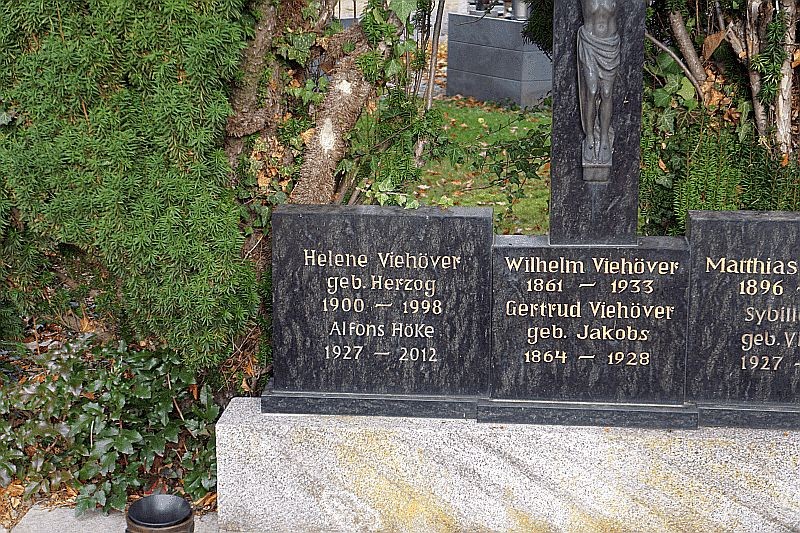 Helene Viehöver
geb. Herzog
1900 – 1998
Alfons Höke
1927 – 2012
Wilhelm Viehöver
1861 – 1933
Gertrud Viehöver
geb. Jakobs
1864 – 1928
Matthias
1896 –
geb.
1927 –